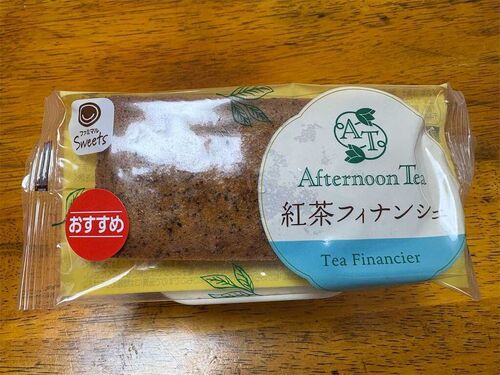 ファミマル
Sweets
おすすめ
AT
Afternoon Tea
紅茶フィナンシェ
Tea Financier